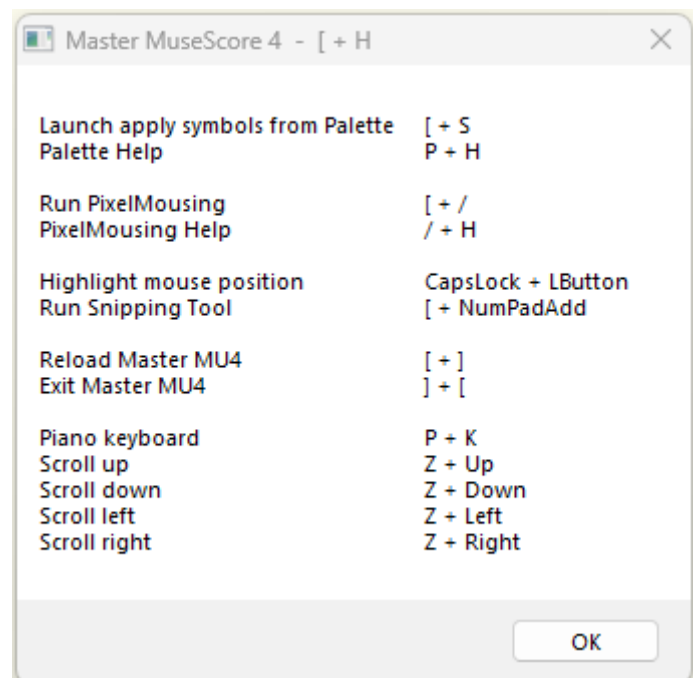 Master MuseScore 4 - [ + H
Launch apply symbols from Palette [ + S
Palette Help P + H
Run PixelMousing [ + /
PixelMousing Help / + H
Highlight mouse position CapsLock + LButton
Run Snipping Tool [ + NumPadAdd
Reload Master MU4 [ + ]
Exit Master MU4 ] + [
Piano keyboard P + K
Scroll up Z + Up
Scroll down Z + Down
Scroll left Z + Left
Scroll right Z + Right
OK